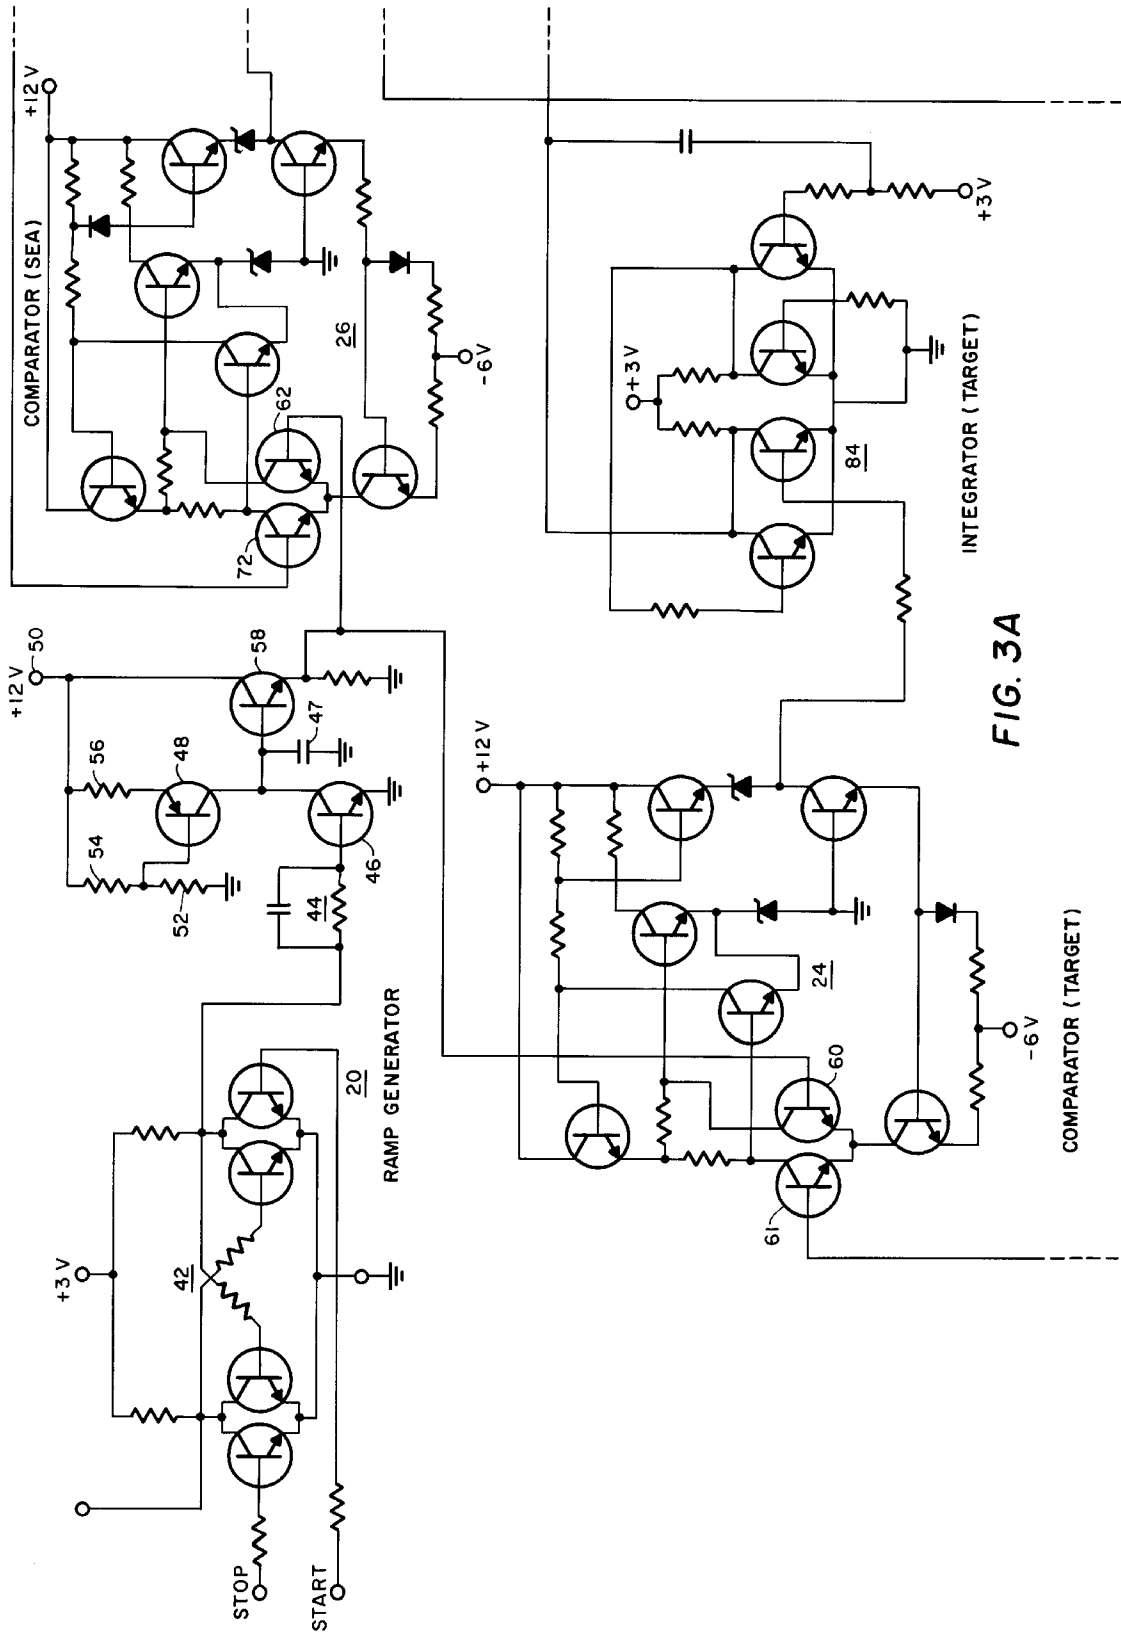 STOP
START
+3V
42
20
RAMP GENERATOR
44
46
52
54
56
48
47
58
+12V
50
COMPARATOR (SEA)
+12V
72
62
26
-6V
+12V
61
60
24
-6V
COMPARATOR (TARGET)
+3V
84
+3V
INTEGRATOR (TARGET)
FIG. 3A